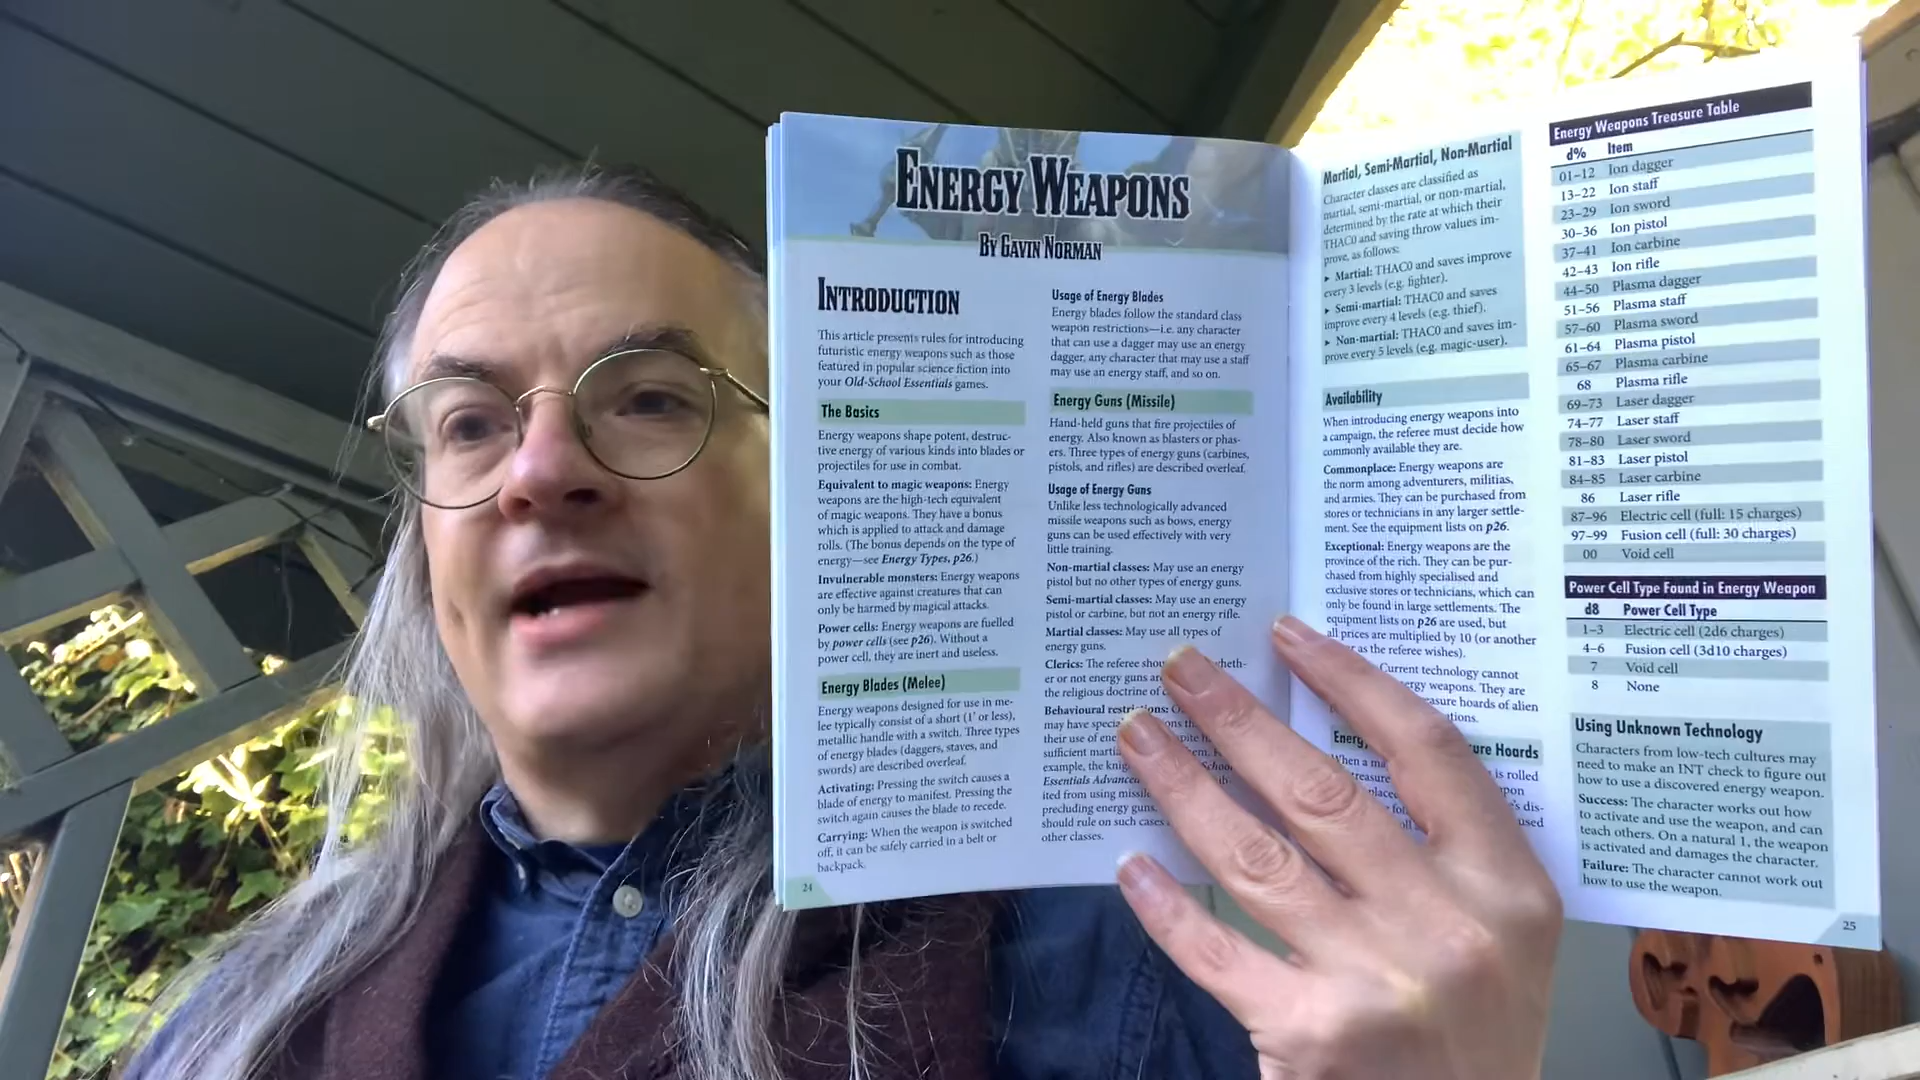 ENERGY WEAPONS
BY GAVIN NORMAN
INTRODUCTION
This article presents rules for introducing
futuristic energy weapons such as those
featured in popular science fiction into
your Old-School Essentials games.
The Basics
Energy weapons shape potent, destruc-
tive energy of various kinds into blades or
projectiles for use in combat.
Equivalent to magic weapons: Energy
weapons are the high-tech equivalent
of magic weapons. They have a bonus
which is applied to attack and damage
rolls. (The bonus depends on the type of
energy—see Energy Types, p26.)
Invulnerable monsters: Energy weapons
are effective against creatures that can
only be harmed by magical attacks.
Power cells: Energy weapons are fuelled
by power cells (see p26). Without a
power cell, they are inert and useless.
Energy Blades (Melee)
Energy weapons designed for use in me-
lee typically consist of a short (1' or less),
metallic handle with a switch. Three types
of energy blades (daggers, staves, and
swords) are described overleaf.
Activating: Pressing the switch causes a
blade of energy to manifest. Pressing the
switch again causes the blade to recede.
Carrying: When the weapon is switched
off, it can be safely carried in a belt or
backpack.
24
Usage of Energy Blades
Energy blades follow the standard class
weapon restrictions—i.e. any character
that can use a dagger may use an energy
dagger, any character that may use a staff
may use an energy staff, and so on.
Energy Guns (Missile)
Hand-held guns that fire projectiles of
energy. Also known as blasters or phas-
ers. Three types of energy guns (carbines,
pistols, and rifles) are described overleaf.
Usage of Energy Guns
Unlike less technologically advanced
missile weapons such as bows, energy
guns can be used effectively with very
little training.
Non-martial classes: May use an energy
pistol but no other types of energy guns.
Semi-martial classes: May use an energy
pistol or carbine, but not an energy rifle.
Martial classes: May use all types of
energy guns.
Clerics: The referee wheth-
er or not energy guns
the religious doctrine of
Behavioural restrictions:
may have
their use of
sufficient
example, the
Essentials Advanced
ited from using
precluding energy guns.
should rule on such cases
other classes.
Martial, Semi-Martial, Non-Martial
Character classes are classified as
martial, semi-martial, or non-martial,
determined by the rate at which their
THAC0 and saving throw values im-
prove, as follows:
▸ Martial: THAC0 and saves improve
every 3 levels (e.g. fighter).
▸ Semi-martial: THAC0 and saves
improve every 4 levels (e.g. thief).
▸ Non-martial: THAC0 and saves im-
prove every 5 levels (e.g. magic-user).
Availability
When introducing energy weapons into
a campaign, the referee must decide how
commonly available they are.
Commonplace: Energy weapons are
the norm among adventurers, militias,
and armies. They can be purchased from
stores or technicians in any larger settle-
ment. See the equipment lists on p26.
Exceptional: Energy weapons are the
province of the rich. They can be pur-
chased from highly specialised and
exclusive stores or technicians, which can
only be found in large settlements. The
equipment lists on p26 are used, but
all prices are multiplied by 10 (or another
as the referee wishes).
Current technology cannot
weapons. They are
hoards of alien
Hoards
When a
is rolled
used
Energy Weapons Treasure Table
d% Item
01–12 Ion dagger
13–22 Ion staff
23–29 Ion sword
30–36 Ion pistol
37–41 Ion carbine
42–43 Ion rifle
44–50 Plasma dagger
51–56 Plasma staff
57–60 Plasma sword
61–64 Plasma pistol
65–67 Plasma carbine
68 Plasma rifle
69–73 Laser dagger
74–77 Laser staff
78–80 Laser sword
81–83 Laser pistol
84–85 Laser carbine
86 Laser rifle
87–96 Electric cell (full: 15 charges)
97–99 Fusion cell (full: 30 charges)
00 Void cell
Power Cell Type Found in Energy Weapon
d8 Power Cell Type
1–3 Electric cell (2d6 charges)
4–6 Fusion cell (3d10 charges)
7 Void cell
8 None
Using Unknown Technology
Characters from low-tech cultures may
need to make an INT check to figure out
how to use a discovered energy weapon.
Success: The character works out how
to activate and use the weapon, and can
teach others. On a natural 1, the weapon
is activated and damages the character.
Failure: The character cannot work out
how to use the weapon.
25